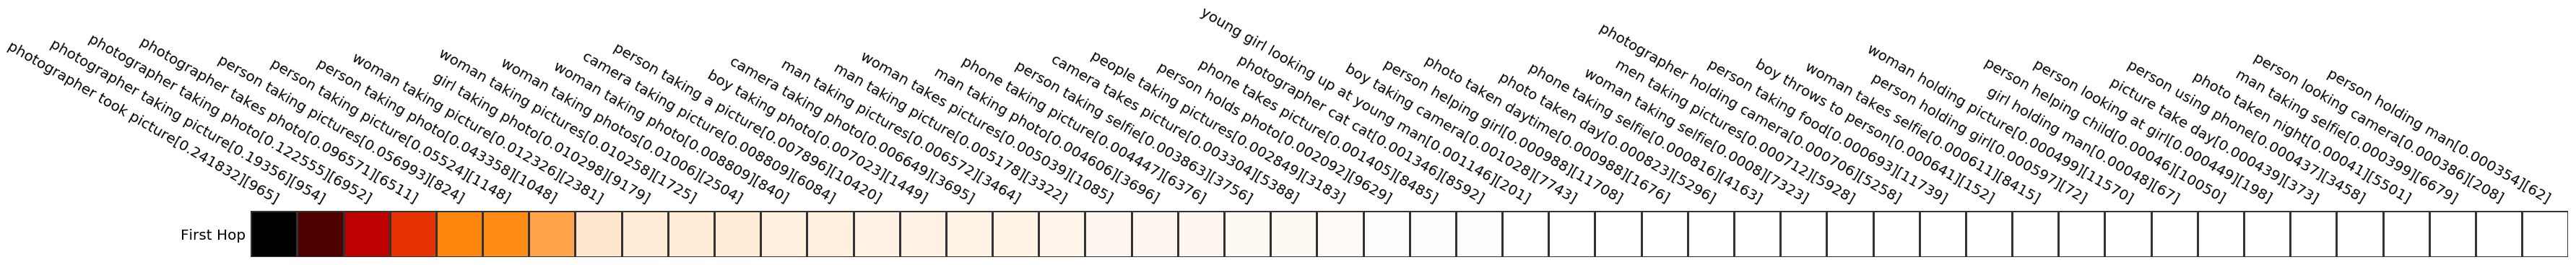 photographer took picture[0.241832][965]
photographer taking picture[0.19356][954]
photographer taking photo[0.122551][6952]
photographer takes photo[0.096571][6511]
person taking pictures[0.056993][824]
person taking picture[0.05524][1148]
person taking photo[0.043358][1048]
woman taking picture[0.012326][2381]
girl taking photo[0.010298][9179]
woman taking pictures[0.010258][1725]
woman taking photos[0.01006][2504]
woman taking photo[0.008809][840]
camera taking picture[0.008809][6084]
person taking a picture[0.007896][10420]
boy taking photo[0.007023][1449]
camera taking photo[0.006649][3695]
man taking pictures[0.006572][3464]
man taking picture[0.005178][3322]
woman takes pictures[0.005039][1085]
man taking photo[0.004606][3696]
phone taking picture[0.004447][6376]
person taking selfie[0.003863][3756]
camera takes picture[0.003304][5388]
people taking pictures[0.002849][3183]
person holds photo[0.002092][9629]
phone takes picture[0.001405][8485]
photographer cat cat[0.001346][8592]
young girl looking up at young man[0.001146][201]
boy taking camera[0.001028][7743]
person helping girl[0.000988][11708]
photo taken daytime[0.000988][1676]
photo taken day[0.000823][5296]
phone taking selfie[0.000816][4163]
woman taking selfie[0.0008][7323]
men taking pictures[0.000712][5928]
photographer holding camera[0.000706][5258]
person taking food[0.000693][11739]
boy throws to person[0.000641][152]
woman takes selfie[0.000611][8415]
person holding girl[0.000597][72]
woman holding picture[0.000499][11570]
girl holding man[0.00048][67]
person helping child[0.00046][10050]
person looking at girl[0.000449][198]
picture take day[0.000439][373]
person using phone[0.000437][3458]
photo taken night[0.00041][5501]
man taking selfie[0.000399][6679]
person looking camera[0.000386][208]
person holding man[0.000354][62]
First Hop